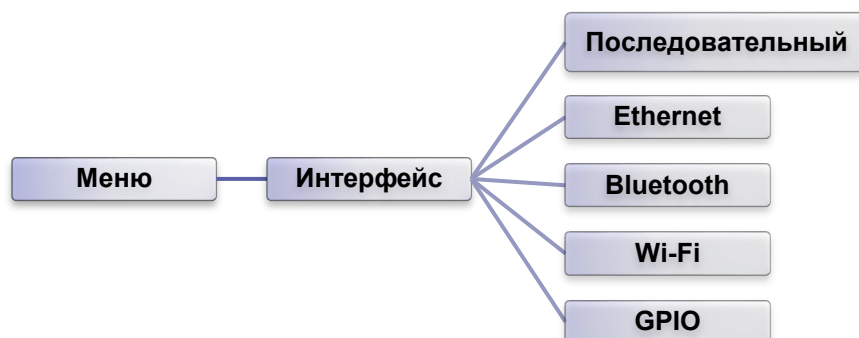 Последовательный
Ethernet
Меню
Интерфейс
Bluetooth
Wi-Fi
GPIO